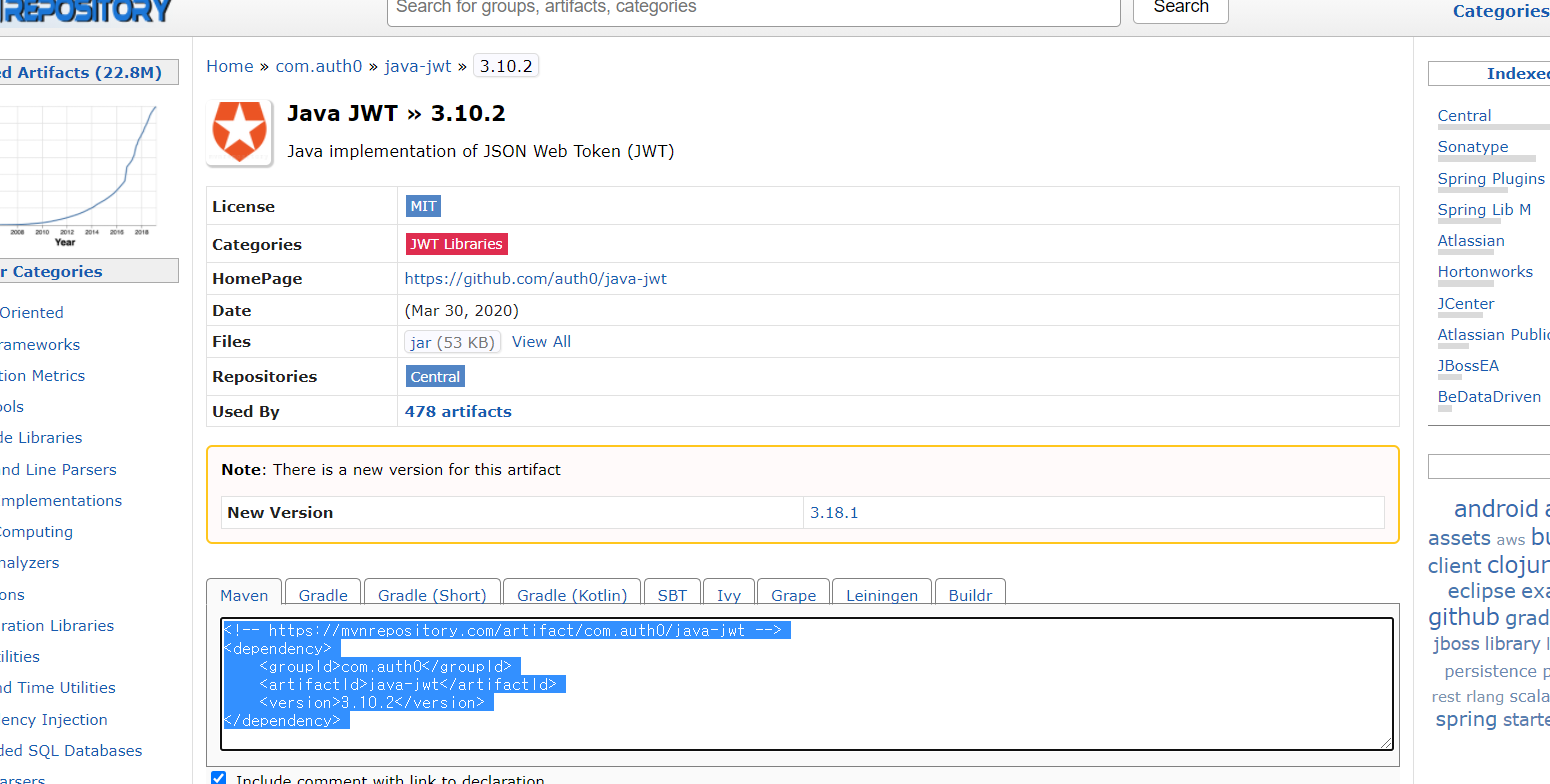 REPOSITORY
Search for groups, artifacts, categories
Search
Categories
ed Artifacts (22.8M)
2008 2010 2012 2014 2016 2018
Year
r Categories
Oriented
rameworks
tion Metrics
ools
de Libraries
and Line Parsers
mplementations
Computing
nalyzers
ons
ration Libraries
tilities
nd Time Utilities
ency Injection
ded SQL Databases
arsers
Home » com.auth0 » java-jwt » 3.10.2
Java JWT » 3.10.2
Java implementation of JSON Web Token (JWT)
License MIT
Categories JWT Libraries
HomePage https://github.com/auth0/java-jwt
Date (Mar 30, 2020)
Files jar (53 KB) View All
Repositories Central
Used By 478 artifacts
Note: There is a new version for this artifact
New Version 3.18.1
Maven Gradle Gradle (Short) Gradle (Kotlin) SBT Ivy Grape Leiningen Buildr
<!-- https://mvnrepository.com/artifact/com.auth0/java-jwt -->
<dependency>
    <groupId>com.auth0</groupId>
    <artifactId>java-jwt</artifactId>
    <version>3.10.2</version>
</dependency>
Include comment with link to declaration
Indexed
Central
Sonatype
Spring Plugins
Spring Lib M
Atlassian
Hortonworks
JCenter
Atlassian Public
JBossEA
BeDataDriven
android a
assets aws bu
client clojur
eclipse exa
github grad
jboss library l
persistence p
rest rlang scala
spring starte